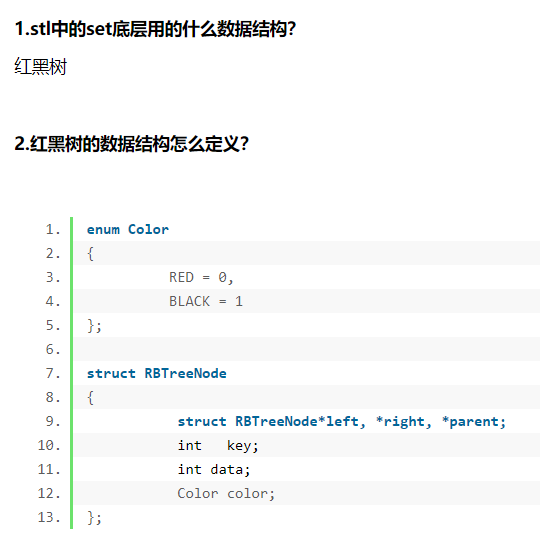 1.stl中的set底层用的什么数据结构？
红黑树
2.红黑树的数据结构怎么定义？
1. enum Color
2. {
3.           RED = 0,
4.           BLACK = 1
5. };
6.
7. struct RBTreeNode
8. {
9.            struct RBTreeNode*left, *right, *parent;
10.            int   key;
11.            int data;
12.            Color color;
13. };